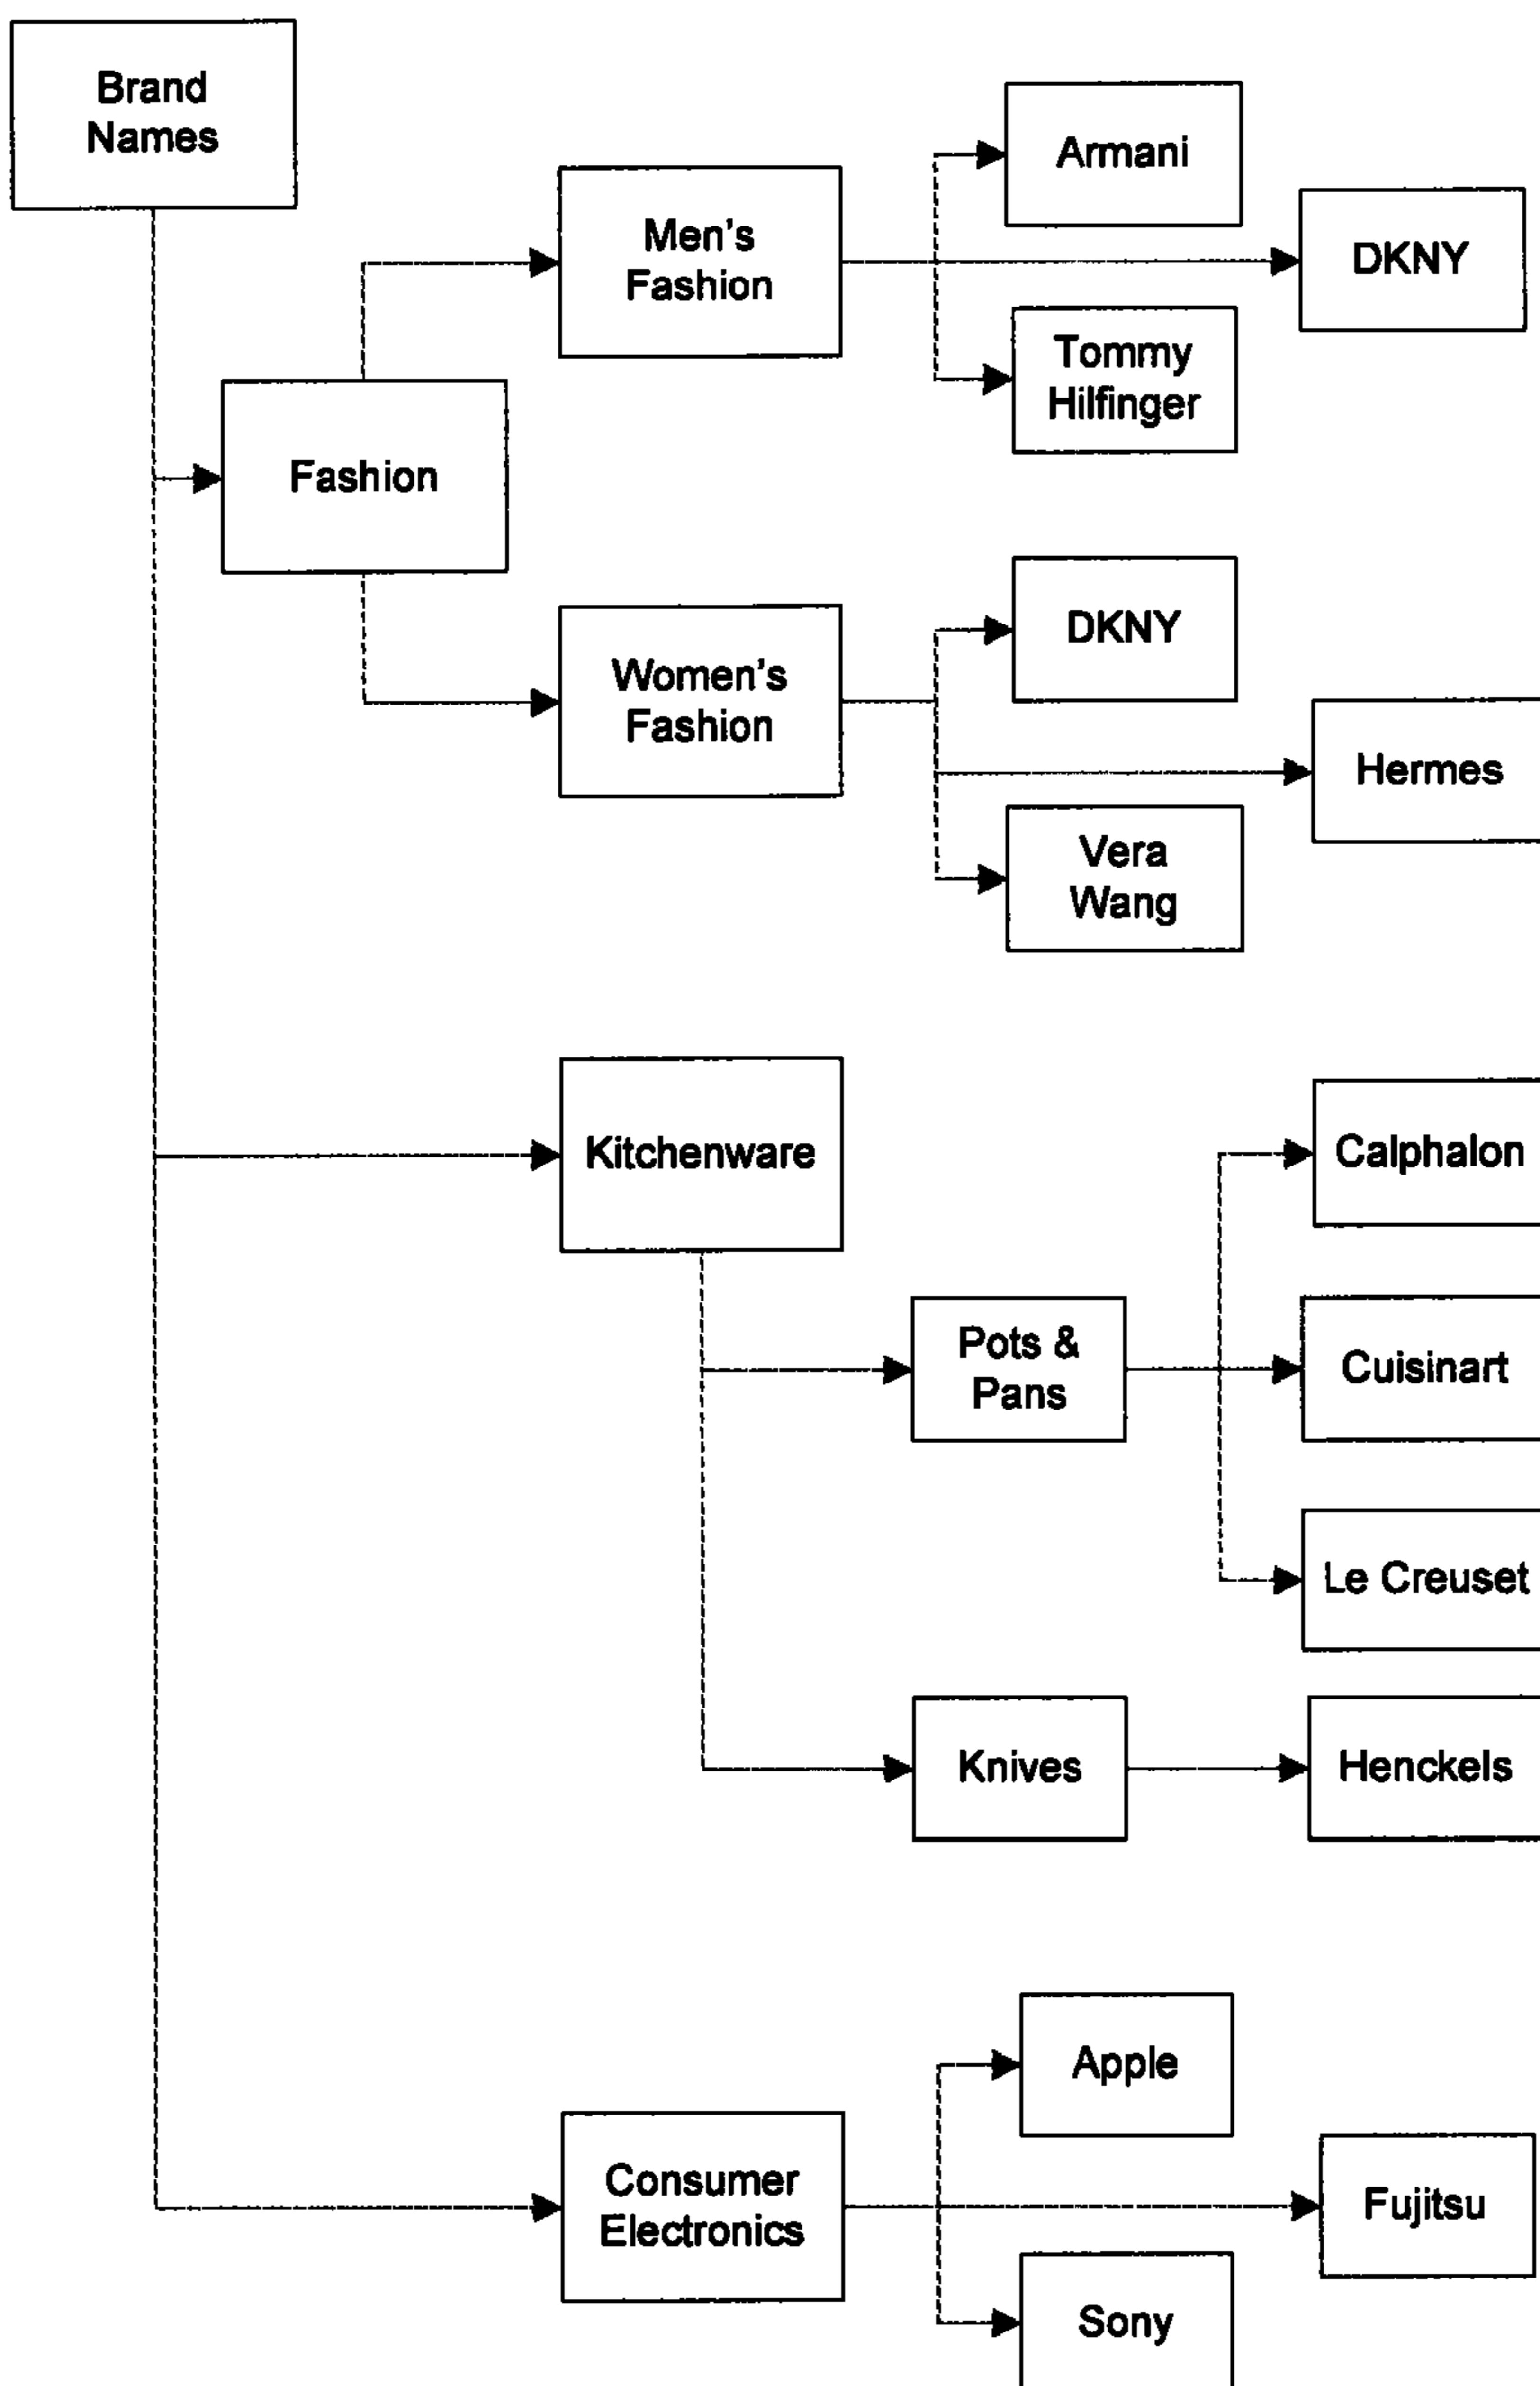 Brand
Names
Armani
Men's
Fashion
DKNY
Tommy
Hilfinger
Fashion
DKNY
Women's
Fashion
Hermes
Vera
Wang
Kitchenware
Calphalon
Pots &
Pans
Cuisinart
Le Creuset
Knives
Henckels
Apple
Consumer
Electronics
Fujitsu
Sony